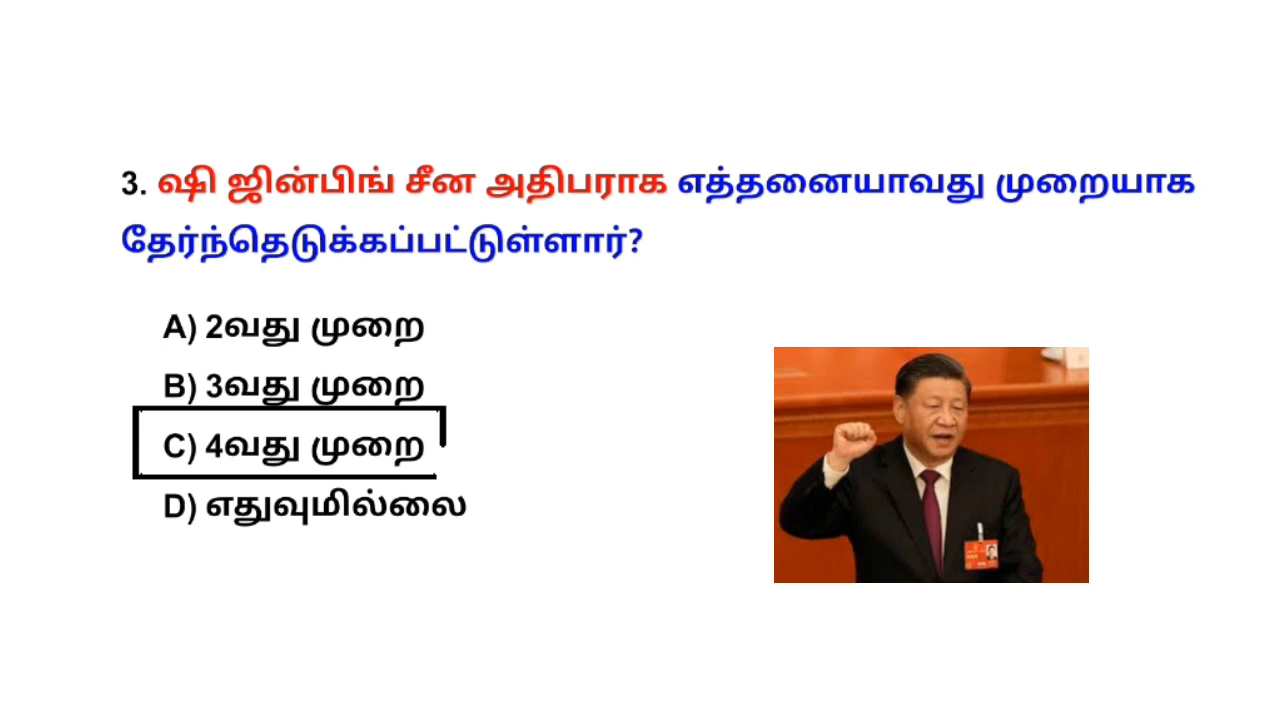 3. ஷி ஜின்பிங் சீன அதிபராக எத்தனையாவது முறையாக
தேர்ந்தெடுக்கப்பட்டுள்ளார்?
A) 2வது முறை
B) 3வது முறை
C) 4வது முறை
D) எதுவுமில்லை